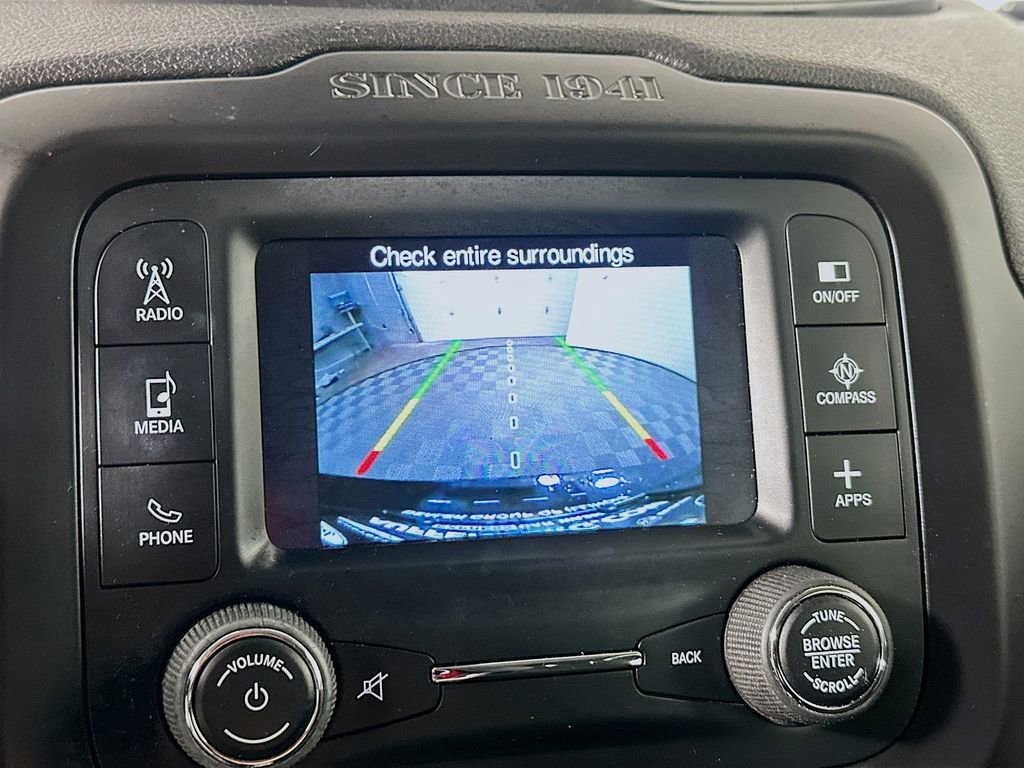 SINCE 1941
Check entire surroundings
RADIO
MEDIA
PHONE
ON/OFF
N
COMPASS
APPS
VOLUME
BACK
TUNE
BROWSE
ENTER
SCROLL